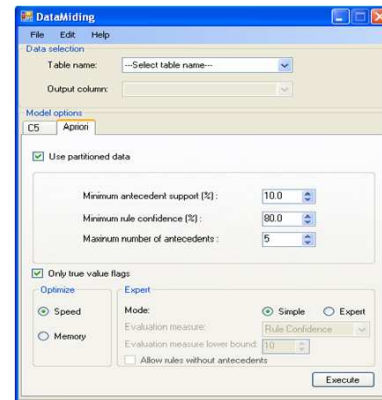 DataMiding
File Edit Help
Data selection
Table name: ---Select table name---
Output column:
Model options
C5 Apriori
Use partitioned data
Minimum antecedent support (%) : 10.0
Minimum rule confidence (%) : 80.0
Maxinum number of antecedents : 5
Only true value flags
Optimize Expert
Speed Mode: Simple Expert
Evaluation measure: Rule Confidence
Memory
Evaluation measure lower bound: 10
Allow rules without antecedents
Execute